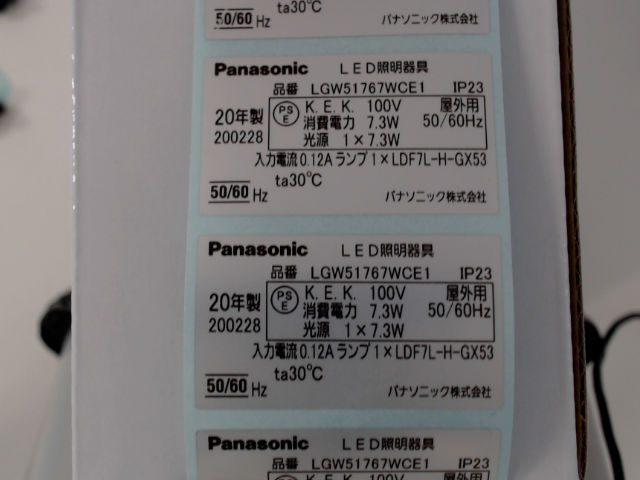 50/60 Hz ta30℃ パナソニック株式会社
Panasonic LED照明器具
品番 LGW51767WCE1 IP23
20年製 PSE K.E.K. 100V 屋外用
200228 消費電力 7.3W 50/60Hz
光源 1×7.3W
入力電流0.12A ランプ1×LDF7L-H-GX53
50/60 Hz ta30℃ パナソニック株式会社
Panasonic LED照明器具
品番 LGW51767WCE1 IP23
20年製 PSE K.E.K. 100V 屋外用
200228 消費電力 7.3W 50/60Hz
光源 1×7.3W
入力電流0.12A ランプ1×LDF7L-H-GX53
50/60 Hz ta30℃ パナソニック株式会社
Panasonic LED照明器具
品番 LGW51767WCE1 IP23
K.E.K. 100V 屋外用